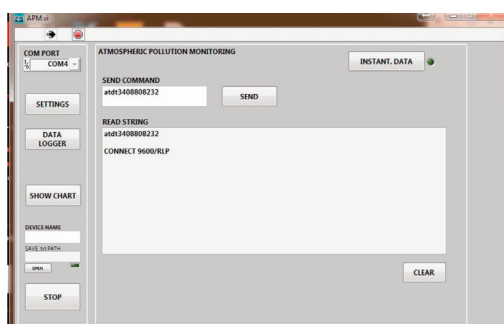 APM.vi
COM PORT
COM4
SETTINGS
DATA
LOGGER
SHOW CHART
DEVICE NAME
SAVE .txt PATH
OPEN
STOP
ATMOSPHERIC POLLUTION MONITORING
INSTANT. DATA
SEND COMMAND
atdt3408808232
SEND
READ STRING
atdt3408808232
CONNECT 9600/RLP
CLEAR